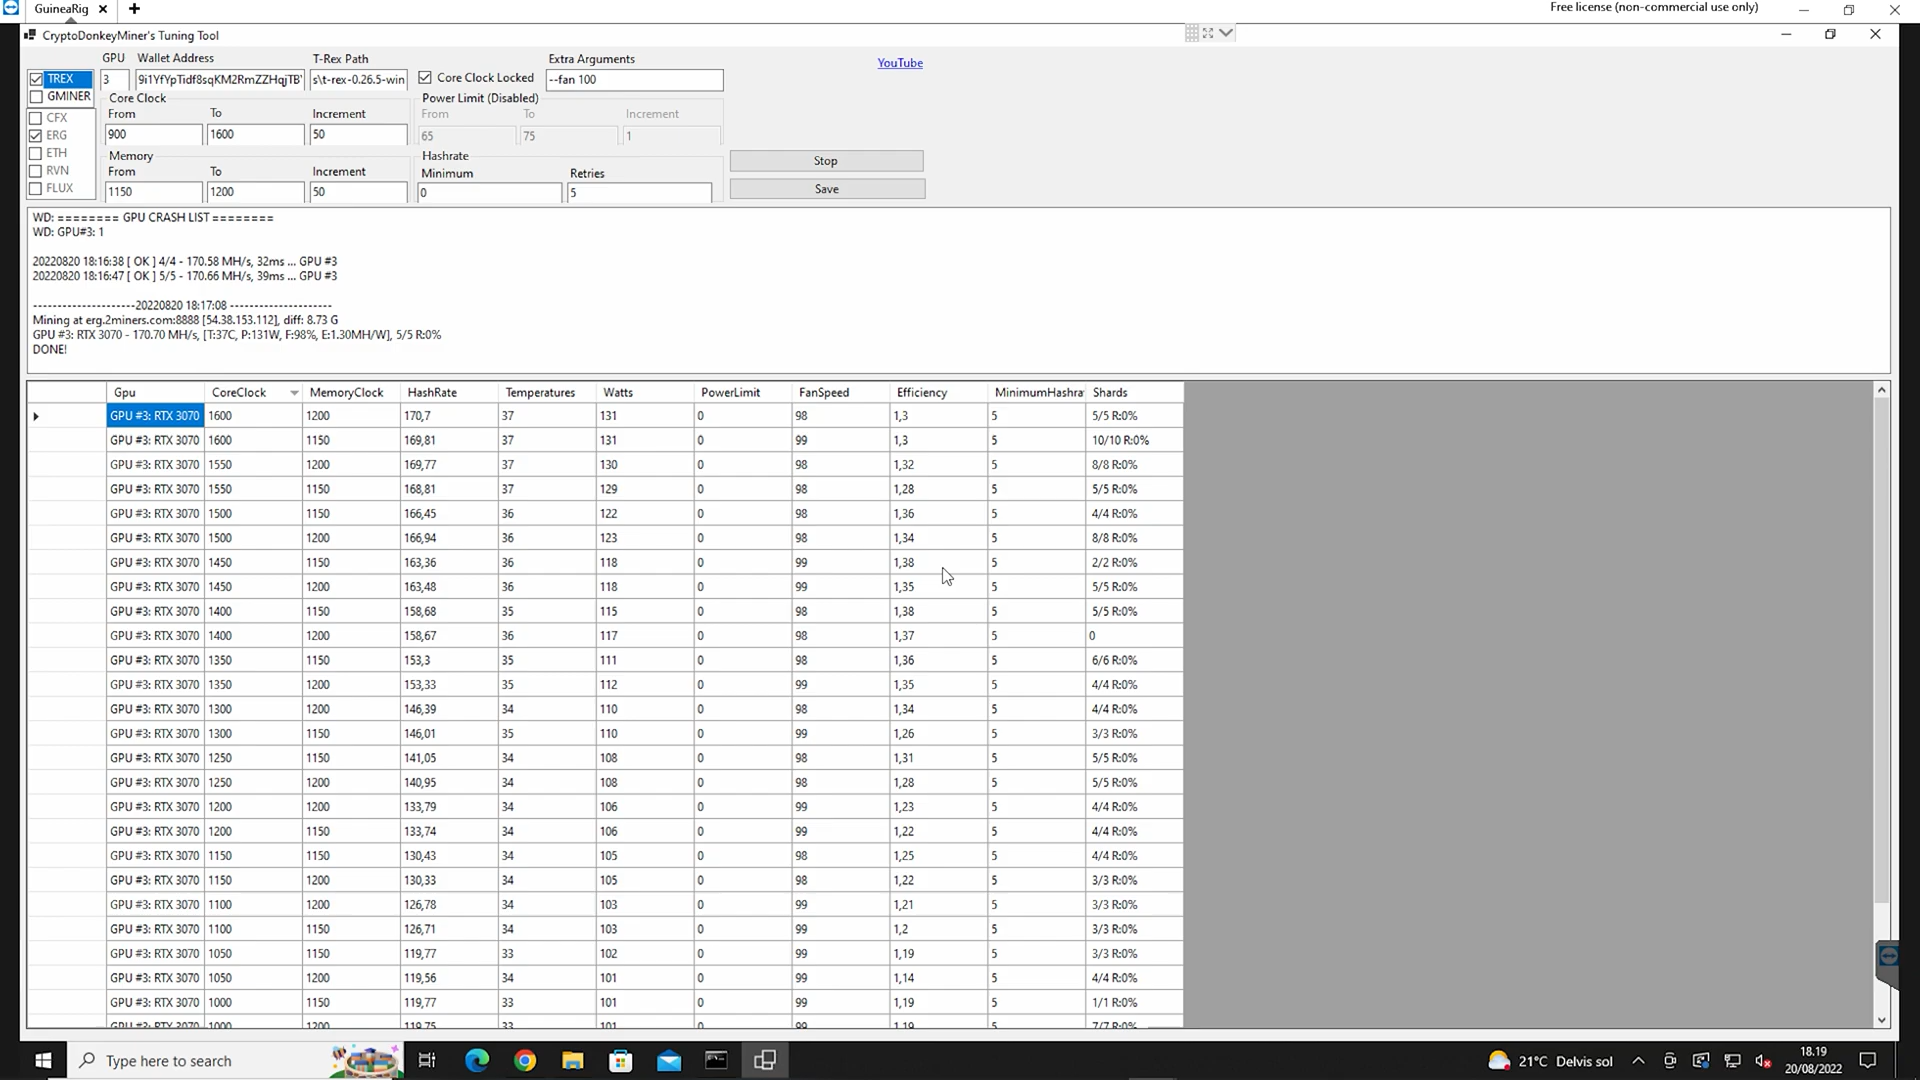 GuineaRig
Free license (non-commercial use only)
CryptoDonkeyMiner's Tuning Tool
GPU Wallet Address T-Rex Path Extra Arguments YouTube
TREX 3 9i1YfYpTidf8sqKM2RmZZHqjTB s\t-rex-0.26.5-win Core Clock Locked --fan 100
GMINER Core Clock Power Limit (Disabled)
CFX From To Increment From To Increment
ERG 900 1600 50 65 75 1
ETH Memory Hashrate Stop
RVN From To Increment Minimum Retries
FLUX 1150 1200 50 0 5 Save
WD: ======== GPU CRASH LIST ========
WD: GPU#3: 1
20220820 18:16:38 [ OK ] 4/4 - 170.58 MH/s, 32ms ... GPU #3
20220820 18:16:47 [ OK ] 5/5 - 170.66 MH/s, 39ms ... GPU #3
---------------------20220820 18:17:08 ---------------------
Mining at erg.2miners.com:8888 [54.38.153.112], diff: 8.73 G
GPU #3: RTX 3070 - 170.70 MH/s, [T:37C, P:131W, F:98%, E:1.30MH/W], 5/5 R:0%
DONE!
Gpu CoreClock MemoryClock HashRate Temperatures Watts PowerLimit FanSpeed Efficiency MinimumHashra Shards
GPU #3: RTX 3070 1600 1200 170,7 37 131 0 98 1,3 5 5/5 R:0%
GPU #3: RTX 3070 1600 1150 169,81 37 131 0 99 1,3 5 10/10 R:0%
GPU #3: RTX 3070 1550 1200 169,77 37 130 0 98 1,32 5 8/8 R:0%
GPU #3: RTX 3070 1550 1150 168,81 37 129 0 98 1,28 5 5/5 R:0%
GPU #3: RTX 3070 1500 1150 166,45 36 122 0 98 1,36 5 4/4 R:0%
GPU #3: RTX 3070 1500 1200 166,94 36 123 0 98 1,34 5 8/8 R:0%
GPU #3: RTX 3070 1450 1150 163,36 36 118 0 99 1,38 5 2/2 R:0%
GPU #3: RTX 3070 1450 1200 163,48 36 118 0 99 1,35 5 5/5 R:0%
GPU #3: RTX 3070 1400 1150 158,68 35 115 0 98 1,38 5 5/5 R:0%
GPU #3: RTX 3070 1400 1200 158,67 36 117 0 98 1,37 5 0
GPU #3: RTX 3070 1350 1150 153,3 35 111 0 98 1,36 5 6/6 R:0%
GPU #3: RTX 3070 1350 1200 153,33 35 112 0 99 1,35 5 4/4 R:0%
GPU #3: RTX 3070 1300 1200 146,39 34 110 0 98 1,34 5 4/4 R:0%
GPU #3: RTX 3070 1300 1150 146,01 35 110 0 99 1,26 5 3/3 R:0%
GPU #3: RTX 3070 1250 1150 141,05 34 108 0 98 1,31 5 5/5 R:0%
GPU #3: RTX 3070 1250 1200 140,95 34 108 0 98 1,28 5 5/5 R:0%
GPU #3: RTX 3070 1200 1200 133,79 34 106 0 99 1,23 5 4/4 R:0%
GPU #3: RTX 3070 1200 1150 133,74 34 106 0 99 1,22 5 4/4 R:0%
GPU #3: RTX 3070 1150 1150 130,43 34 105 0 98 1,25 5 4/4 R:0%
GPU #3: RTX 3070 1150 1200 130,33 34 105 0 98 1,22 5 3/3 R:0%
GPU #3: RTX 3070 1100 1200 126,78 34 103 0 99 1,21 5 3/3 R:0%
GPU #3: RTX 3070 1100 1150 126,71 34 103 0 99 1,2 5 3/3 R:0%
GPU #3: RTX 3070 1050 1150 119,77 33 102 0 99 1,19 5 3/3 R:0%
GPU #3: RTX 3070 1050 1200 119,56 34 101 0 99 1,14 5 4/4 R:0%
GPU #3: RTX 3070 1000 1150 119,77 33 101 0 99 1,19 5 1/1 R:0%
GPU #3: RTX 3070 1000 1200 119,75 33 101 0 99 1,19 5 7/7 R:0%
Type here to search
21°C Delvis sol
18.19
20/08/2022